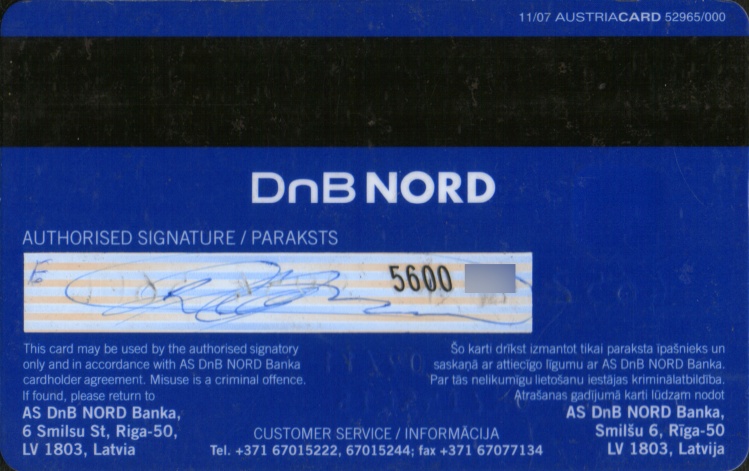 11/07 AUSTRIACARD 52965/000
DnB NORD
AUTHORISED SIGNATURE / PARAKSTS
5600
This card may be used by the authorised signatory
only and in accordance with AS DnB NORD Banka
cardholder agreement. Misuse is a criminal offence.
If found, please return to
AS DnB NORD Banka,
6 Smilsu St, Riga-50,
LV 1803, Latvia
CUSTOMER SERVICE / INFORMĀCIJA
Tel. +371 67015222, 67015244; fax +371 67077134
Šo karti drīkst izmantot tikai paraksta īpašnieks un
saskaņā ar attiecīgo līgumu ar AS DnB NORD Banka.
Par tās nelikumīgu lietošanu iestājas kriminālatbildība.
Atrašanas gadījumā karti lūdzam nodot
AS DnB NORD Banka,
Smilšu 6, Rīga-50
LV 1803, Latvija